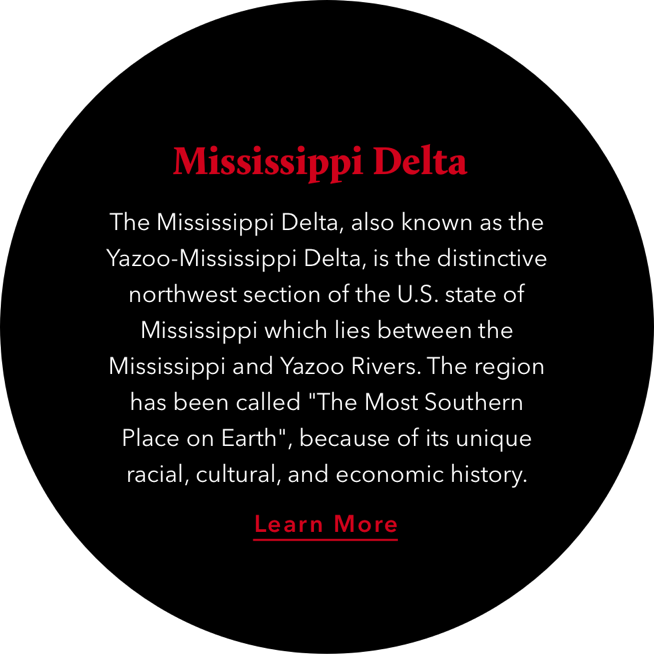 Mississippi Delta
The Mississippi Delta, also known as the
Yazoo-Mississippi Delta, is the distinctive
northwest section of the U.S. state of
Mississippi which lies between the
Mississippi and Yazoo Rivers. The region
has been called "The Most Southern
Place on Earth", because of its unique
racial, cultural, and economic history.
Learn More